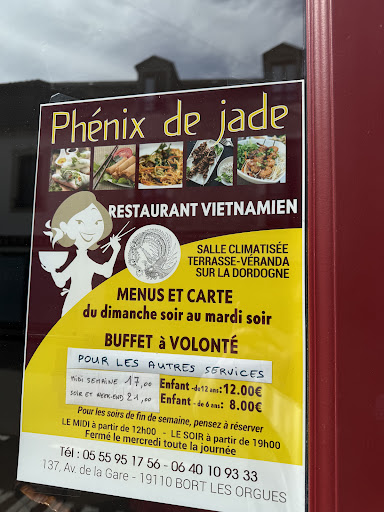 Phénix de jade
RESTAURANT VIETNAMIEN
SALLE CLIMATISÉE
TERRASSE-VÉRANDA
SUR LA DORDOGNE
MENUS ET CARTE
du dimanche soir au mardi soir
BUFFET à VOLONTÉ
POUR LES AUTRES SERVICES
Midi SEMAINE 17,00 Enfant -de 12 ans: 12.00€
SOIR ET WEEK-END 21,00 Enfant - de 6 ans: 8.00€
Pour les soirs de fin de semaine, pensez à réserver
LE MIDI à partir de 12h00 - LE SOIR à partir de 19h00
Fermé le mercredi toute la journée
Tél : 05 55 95 17 56 - 06 40 10 93 33
137, Av. de la Gare - 19110 BORT LES ORGUES